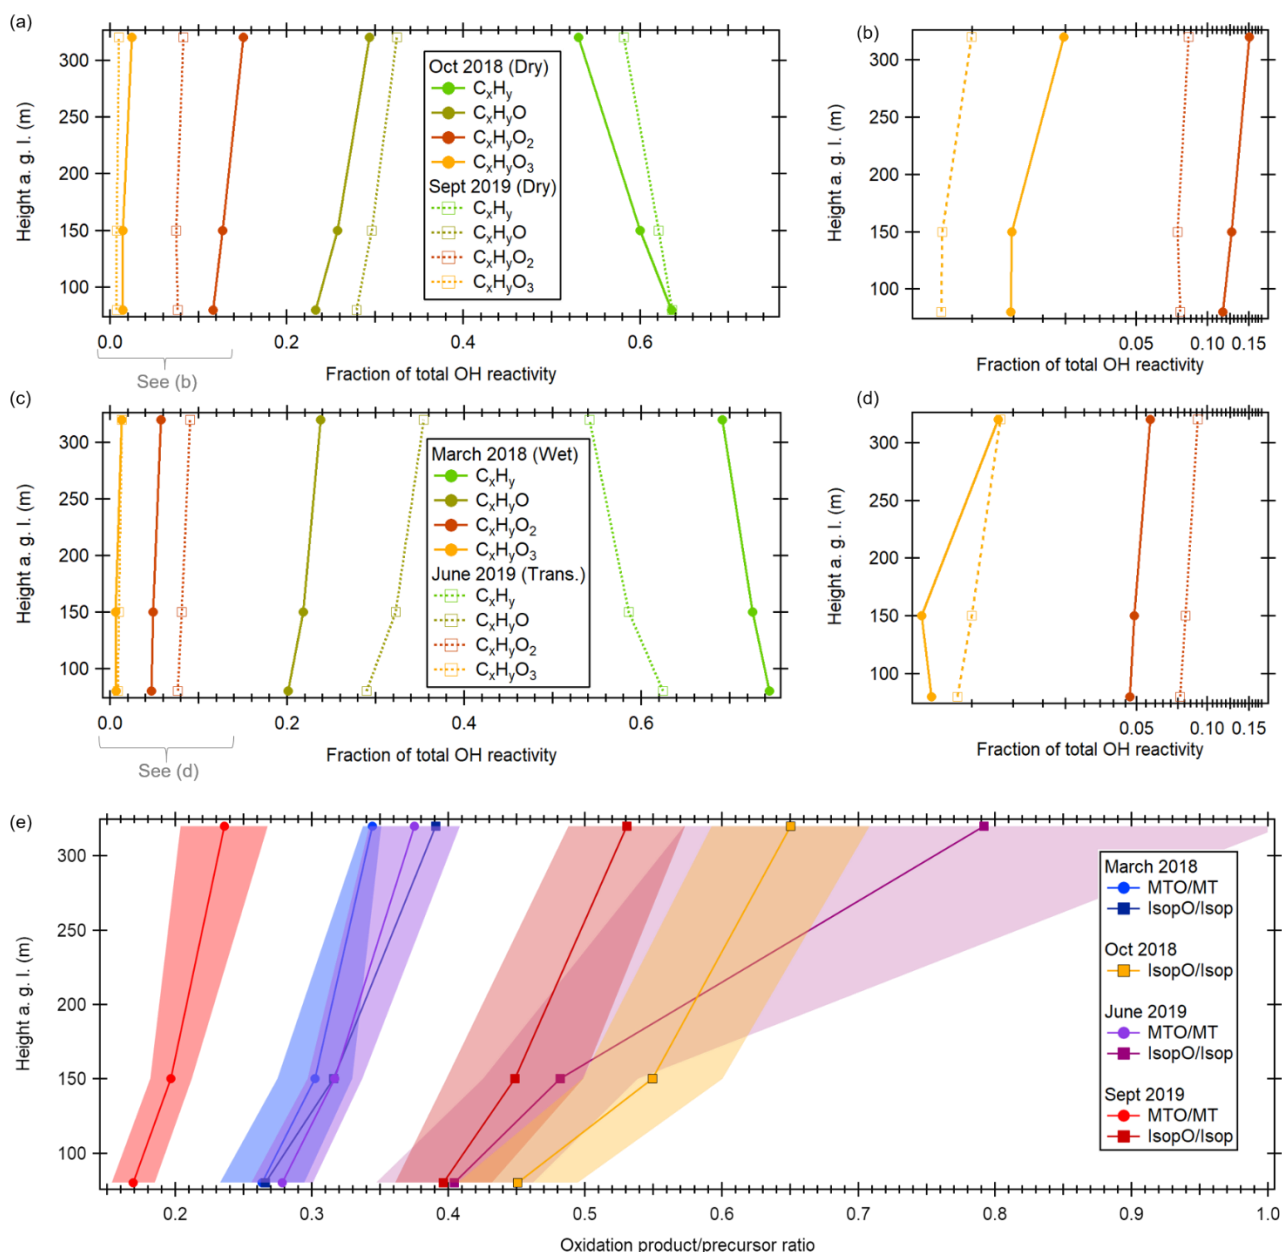 (a)
Height a. g. l. (m)
300
250
200
150
100
Oct 2018 (Dry)
CxHy
CxHyO
CxHyO2
CxHyO3
Sept 2019 (Dry)
CxHy
CxHyO
CxHyO2
CxHyO3
0.0
0.2
0.4
0.6
See (b)
Fraction of total OH reactivity
(b)
Height a. g. l. (m)
300
250
200
150
100
0.05
0.10
0.15
Fraction of total OH reactivity
(c)
Height a. g. l. (m)
300
250
200
150
100
March 2018 (Wet)
CxHy
CxHyO
CxHyO2
CxHyO3
June 2019 (Trans.)
CxHy
CxHyO
CxHyO2
CxHyO3
0.0
0.2
0.4
0.6
Fraction of total OH reactivity
See (d)
(d)
Height a. g. l. (m)
300
250
200
150
100
0.05
0.10
0.15
Fraction of total OH reactivity
(e)
Height a. g. l. (m)
300
250
200
150
100
March 2018
MTO/MT
IsopO/Isop
Oct 2018
IsopO/Isop
June 2019
MTO/MT
IsopO/Isop
Sept 2019
MTO/MT
IsopO/Isop
0.2
0.3
0.4
0.5
0.6
0.7
0.8
0.9
1.0
Oxidation product/precursor ratio